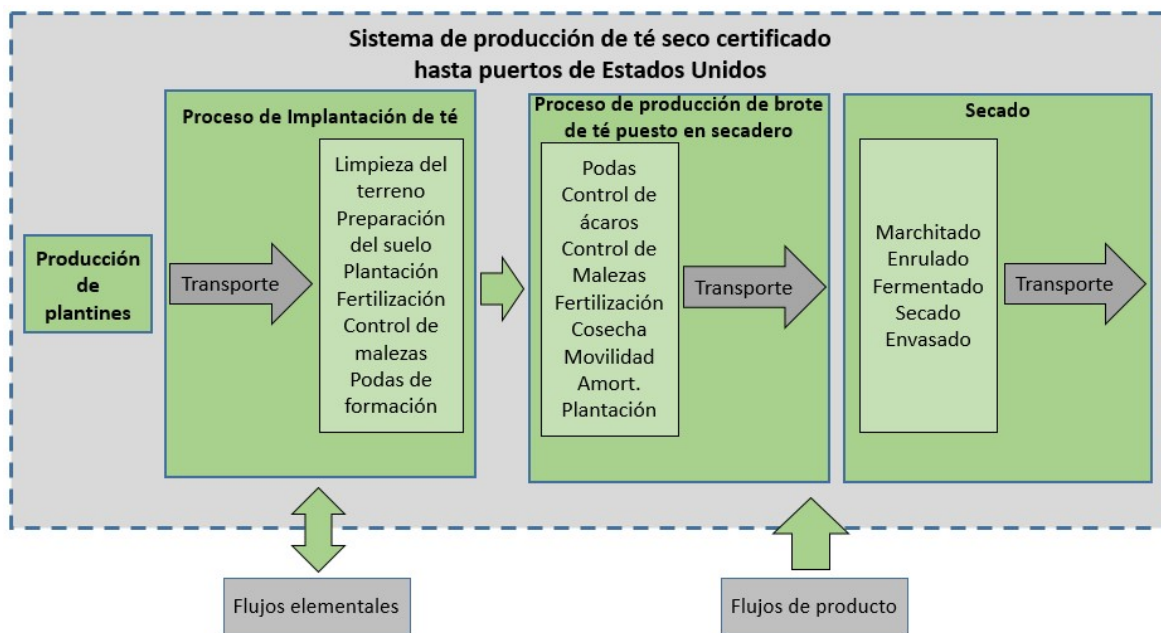 Sistema de producción de té seco certificado
hasta puertos de Estados Unidos
Producción
de
plantines
Proceso de Implantación de té
Transporte
Limpieza del
terreno
Preparación
del suelo
Plantación
Fertilización
Control de
malezas
Podas de
formación
Proceso de producción de brote
de té puesto en secadero
Podas
Control de
ácaros
Control de
Malezas
Fertilización
Cosecha
Movilidad
Amort.
Plantación
Transporte
Secado
Marchitado
Enrulado
Fermentado
Secado
Envasado
Transporte
Flujos elementales
Flujos de producto